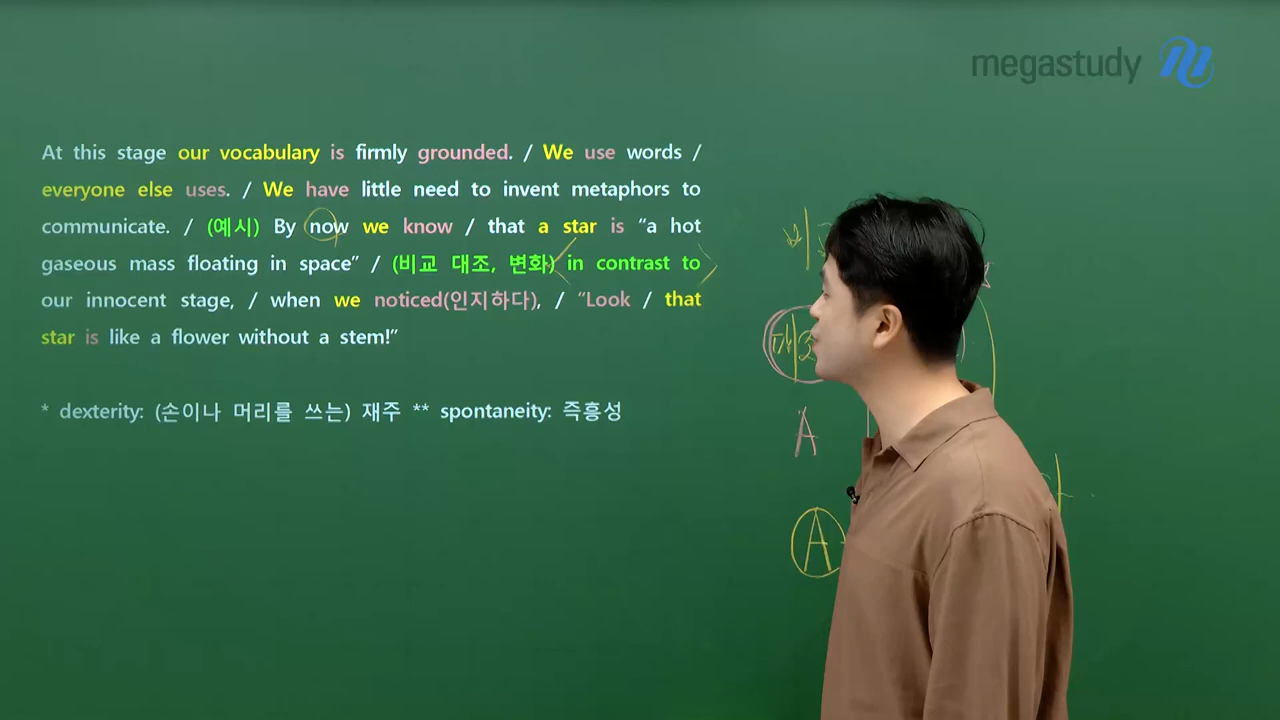 megastudy
At this stage our vocabulary is firmly grounded. / We use words /
everyone else uses. / We have little need to invent metaphors to
communicate. / (예시) By now we know / that a star is “a hot
gaseous mass floating in space” / (비교 대조, 변화) in contrast to
our innocent stage, / when we noticed(인지하다), / “Look / that
star is like a flower without a stem!”
* dexterity: (손이나 머리를 쓰는) 재주 ** spontaneity: 즉흥성
A
A